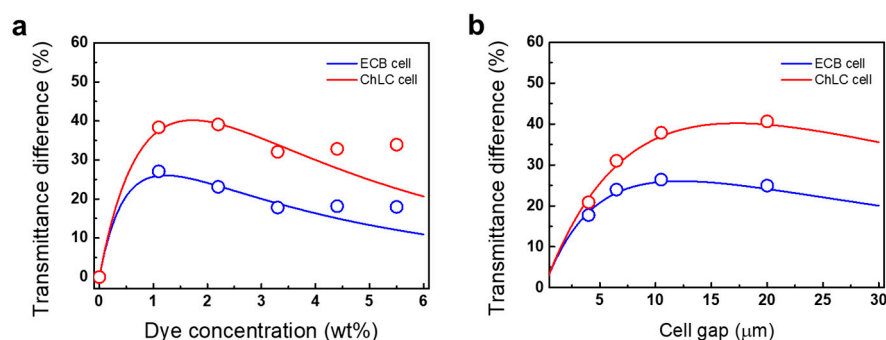 a
Transmittance difference (%)
60
50
40
30
20
10
0
ECB cell
ChLC cell
0 1 2 3 4 5 6
Dye concentration (wt%)
b
Transmittance difference (%)
60
50
40
30
20
10
0
ECB cell
ChLC cell
5 10 15 20 25 30
Cell gap (μm)